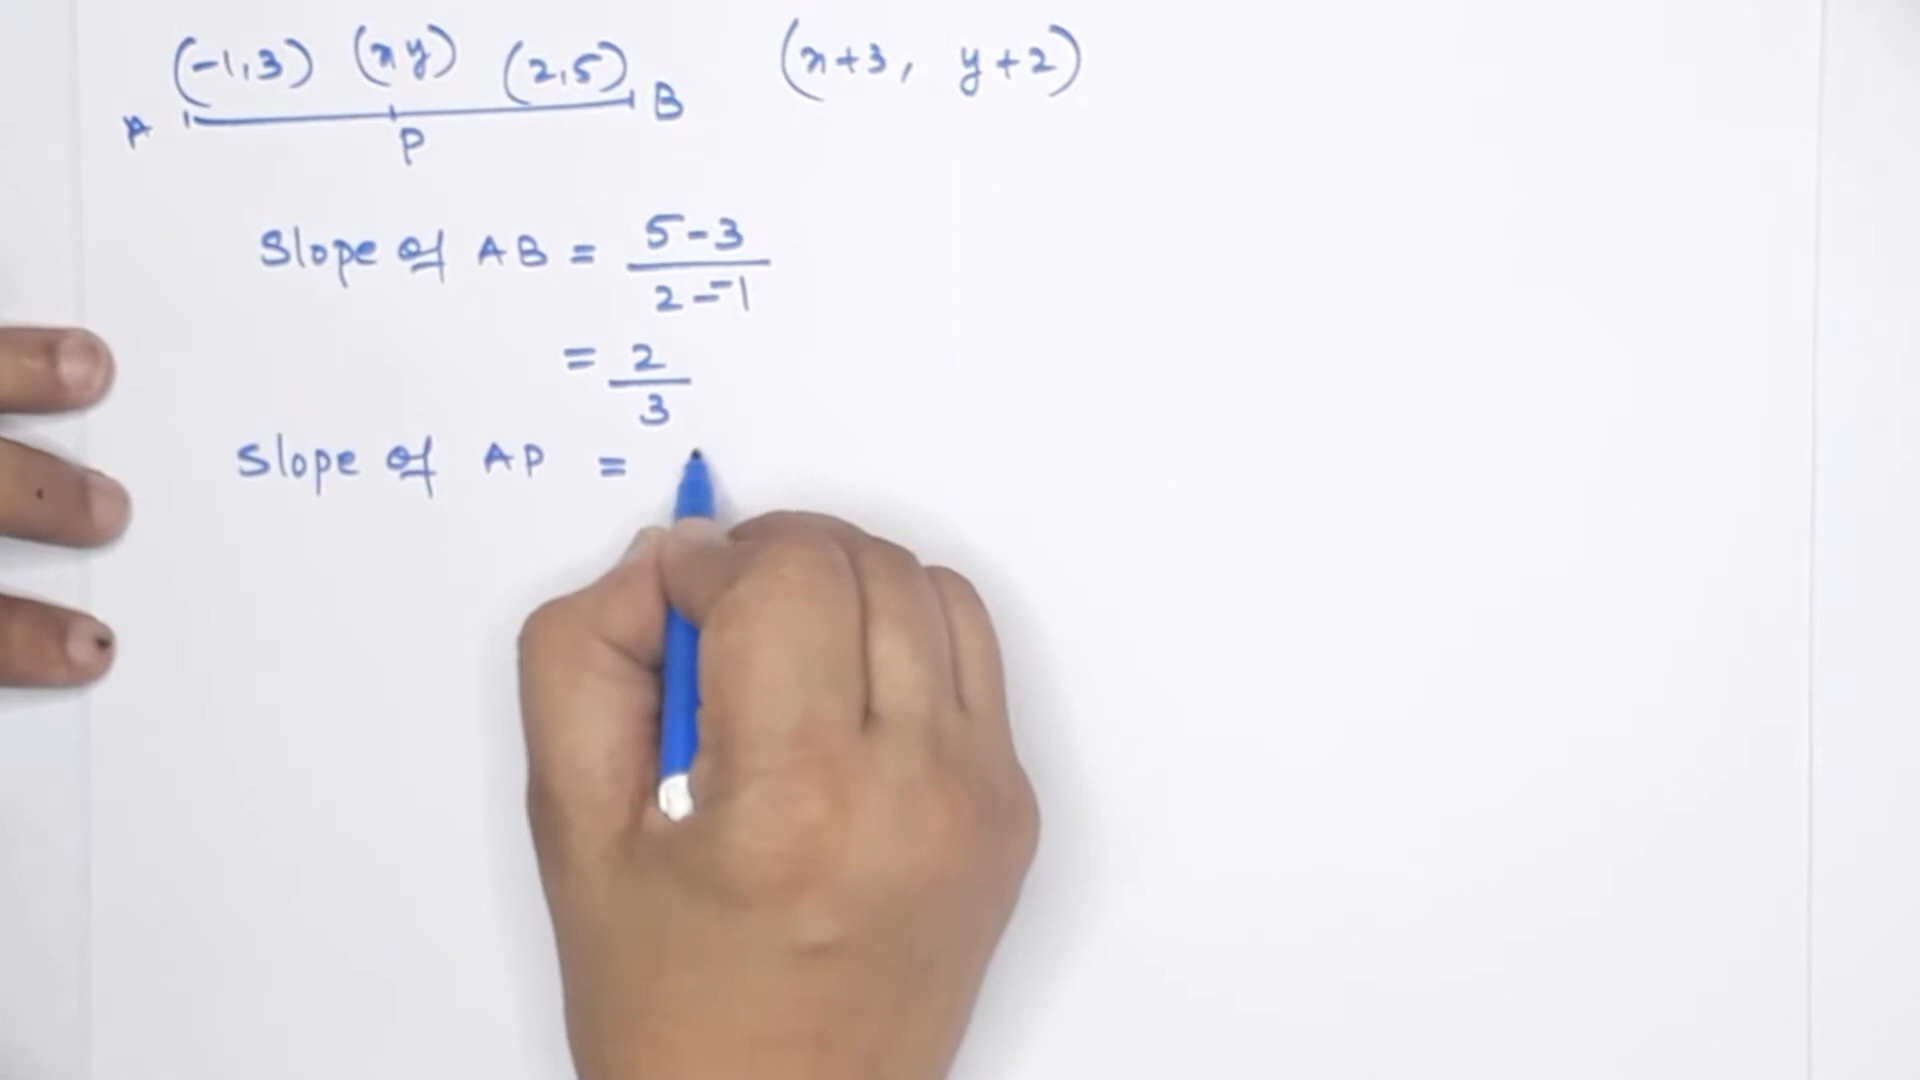 (-1,3) (x y) (2,5) (x+3, y+2)
A P B
Slope of AB = 5-3 / 2--1
= 2/3
Slope of AP =